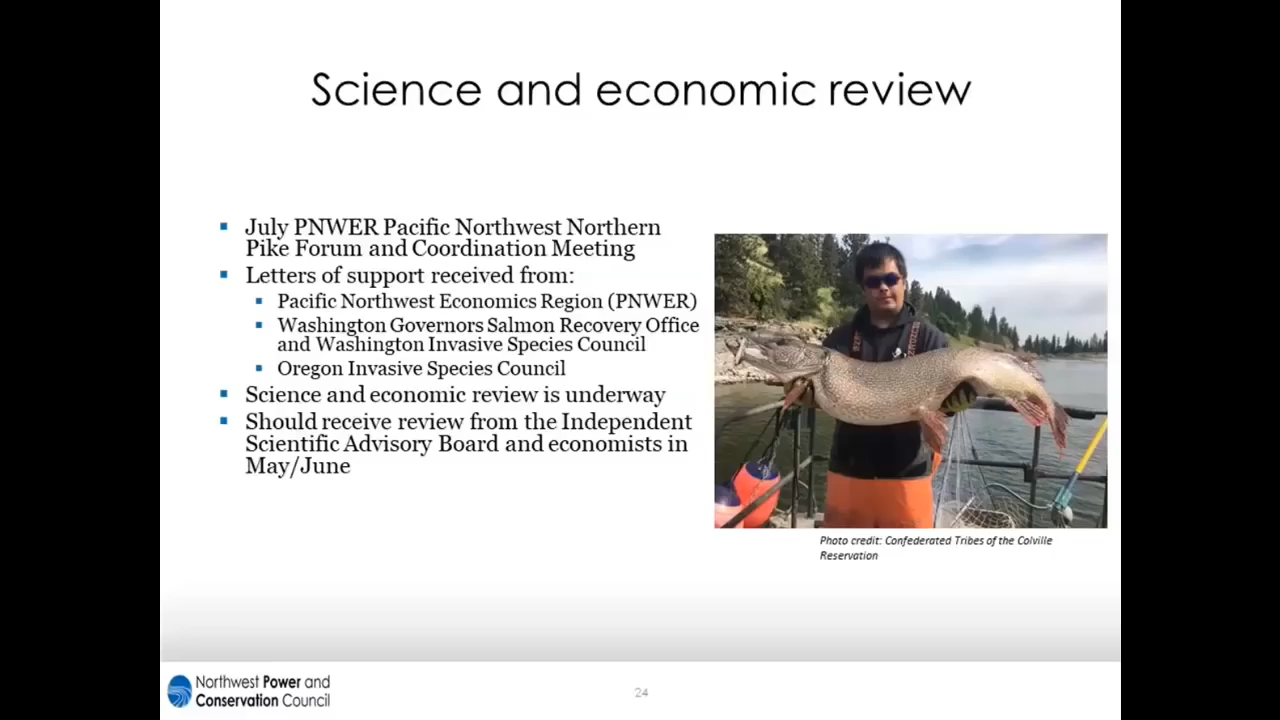 Science and economic review
July PNWER Pacific Northwest Northern
Pike Forum and Coordination Meeting
Letters of support received from:
Pacific Northwest Economics Region (PNWER)
Washington Governors Salmon Recovery Office
and Washington Invasive Species Council
Oregon Invasive Species Council
Science and economic review is underway
Should receive review from the Independent
Scientific Advisory Board and economists in
May/June
Photo credit: Confederated Tribes of the Colville
Reservation
Northwest Power and
Conservation Council
24